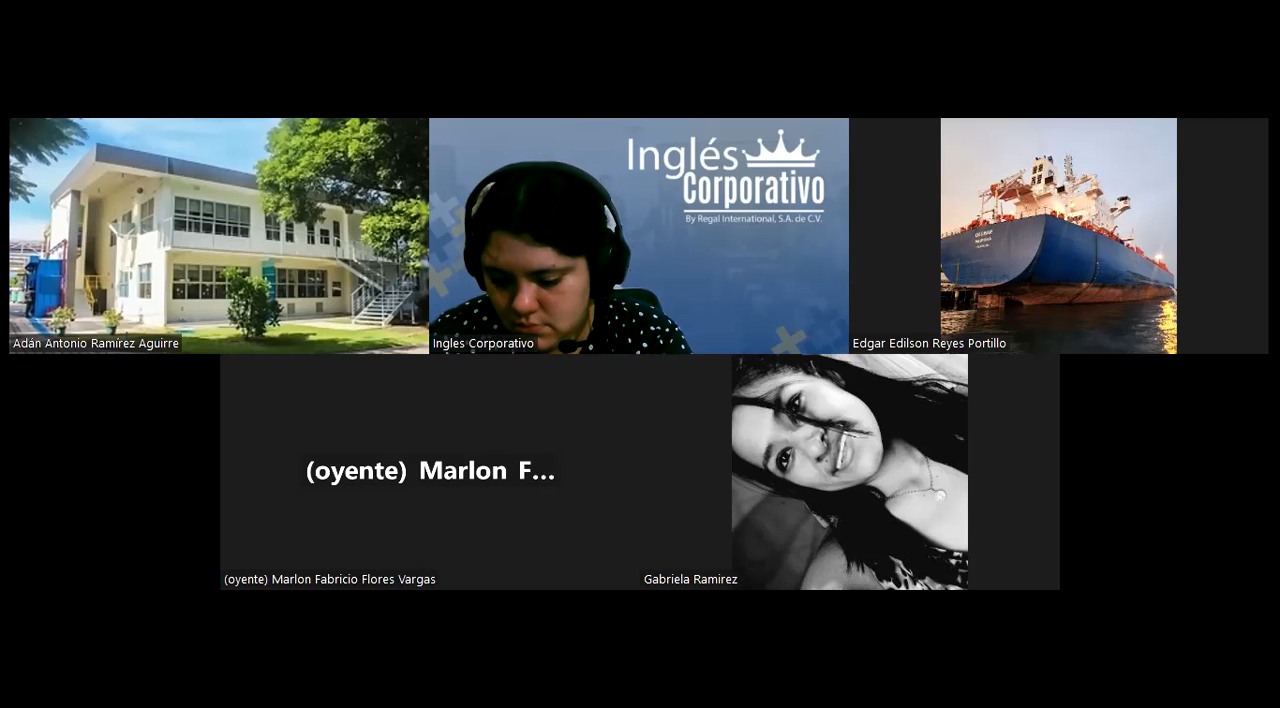 Inglés
Corporativo
By Regal International, S.A. de C.V.
Adán Antonio Ramírez Aguirre
Ingles Corporativo
Edgar Edilson Reyes Portillo
(oyente) Marlon F...
(oyente) Marlon Fabricio Flores Vargas
Gabriela Ramirez